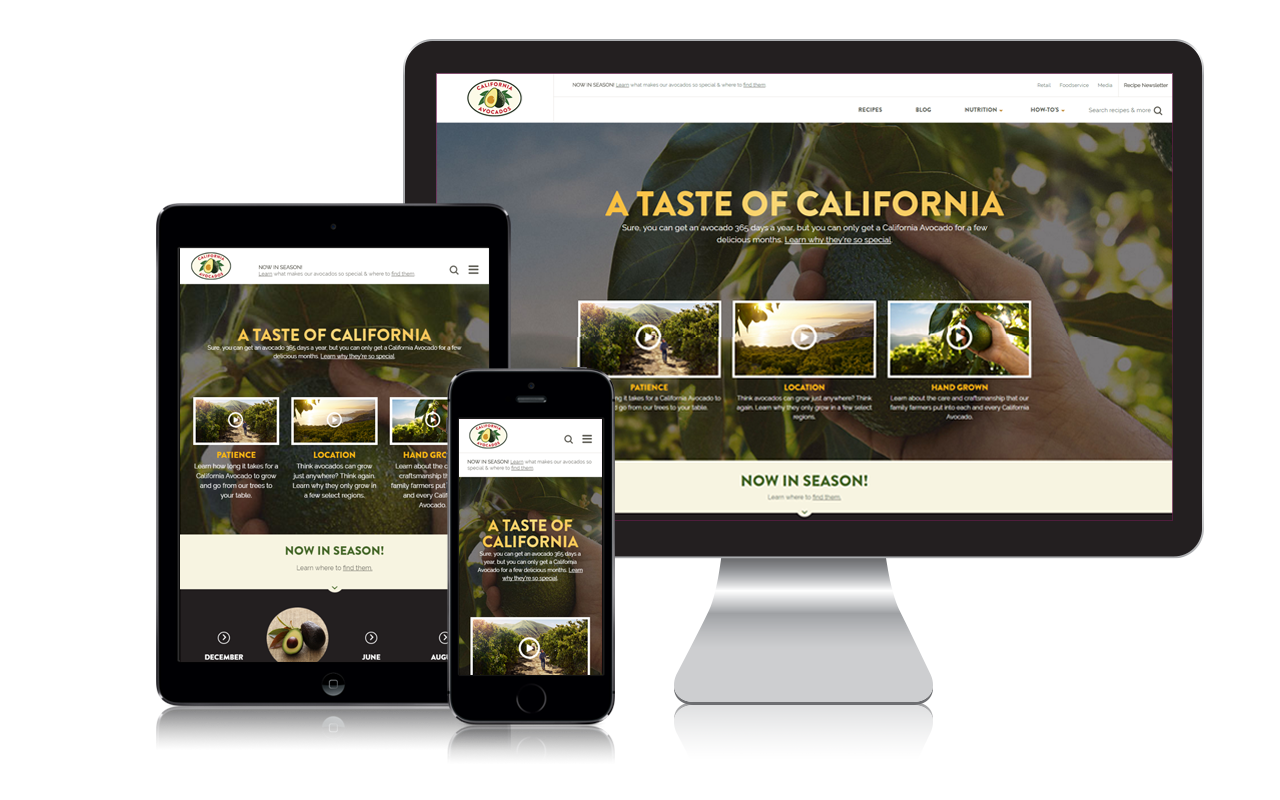 CALIFORNIA
AVOCADOS
NOW IN SEASON! Learn what makes our avocados so special & where to find them.
Retail Foodservice Media Recipe Newsletter
RECIPES BLOG NUTRITION HOW-TO'S Search recipes & more
A TASTE OF CALIFORNIA
Sure, you can get an avocado 365 days a year, but you can only get a California Avocado for a few
delicious months. Learn why they're so special.
PATIENCE
long it takes for a California Avocado to
d go from our trees to your table.
LOCATION
Think avocados can grow just anywhere? Think
again. Learn why they only grow in a few select
regions.
HAND GROWN
Learn about the care and craftsmanship that our
family farmers put into each and every California
Avocado.
NOW IN SEASON!
Learn where to find them.
CALIFORNIA
AVOCADOS
NOW IN SEASON!
Learn what makes our avocados so special & where to find them.
A TASTE OF CALIFORNIA
Sure, you can get an avocado 365 days a year, but you can only get a California Avocado for a few
delicious months. Learn why they're so special.
PATIENCE
Learn how long it takes for a
California Avocado to grow
and go from our trees to
your table.
LOCATION
Think avocados can grow
just anywhere? Think again.
Learn why they only grow in
a few select regions.
HAND GRO
Learn about the c
craftsmanship th
family farmers put
and every Calif
Avocado.
NOW IN SEASON!
Learn where to find them.
DECEMBER JUNE AUGU
CALIFORNIA
AVOCADOS
NOW IN SEASON! Learn what makes our avocados so
special & where to find them.
A TASTE OF
CALIFORNIA
Sure, you can get an avocado 365 days a
year, but you can only get a California
Avocado for a few delicious months. Learn
why they're so special.